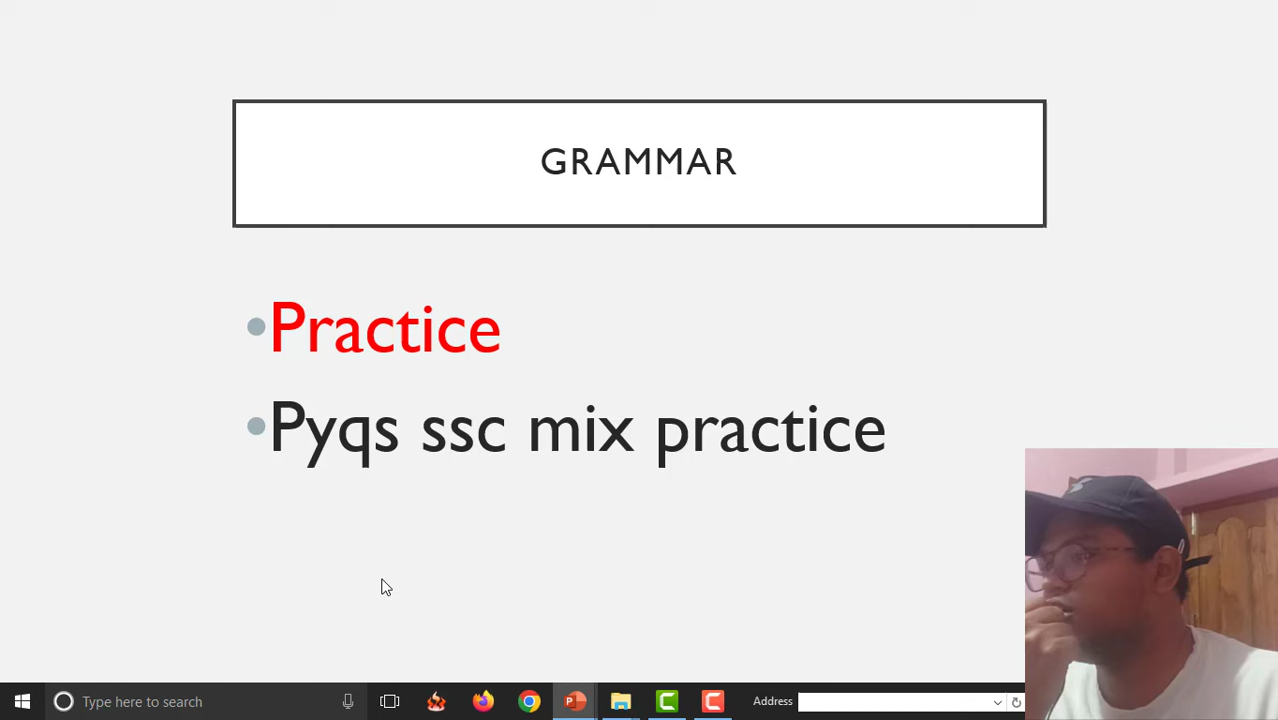 GRAMMAR
•Practice
•Pyqs ssc mix practice
Type here to search
Address